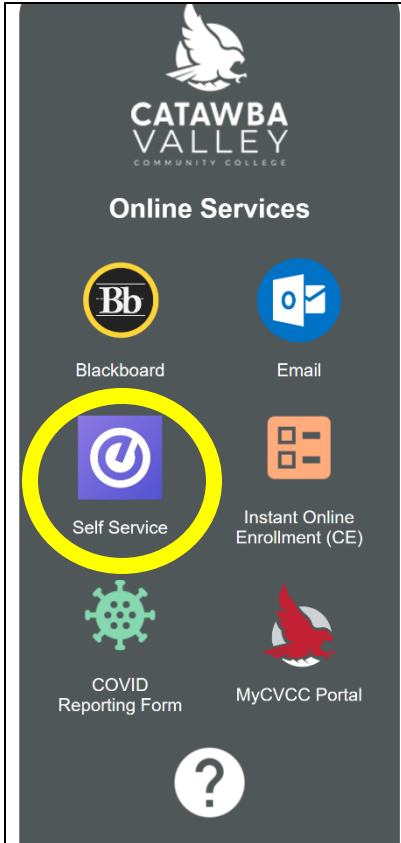 CATAWBA
VALLEY
COMMUNITY COLLEGE
Online Services
Bb
o
Blackboard
Email
Self Service
Instant Online
Enrollment (CE)
COVID
Reporting Form
MyCVCC Portal
?